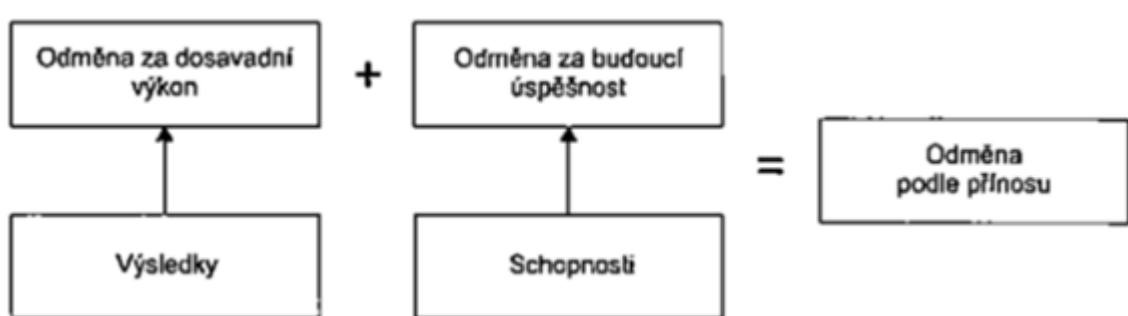 Odměna za dosavadní
výkon
+
Odměna za budoucí
úspěšnost
=
Odměna
podle přínosu
Výsledky
Schopnosti